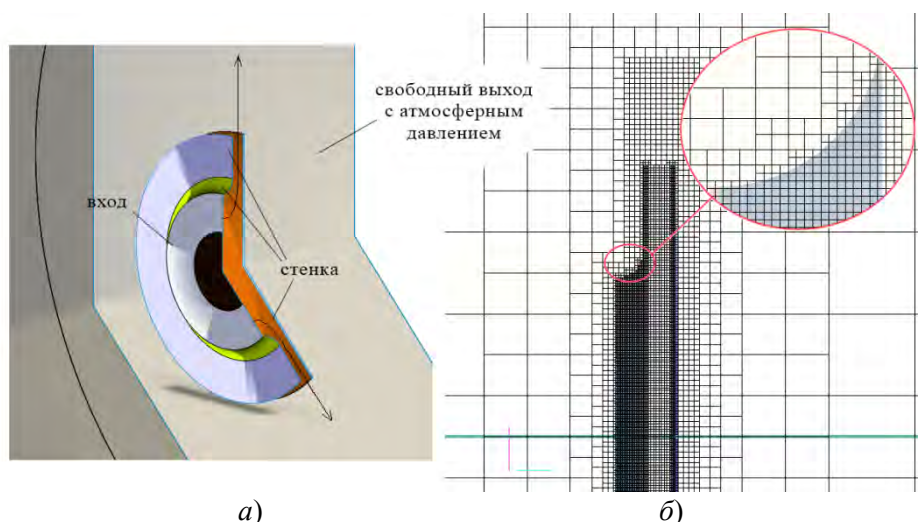 свободный выход
с атмосферным
давлением
вход
стенка
а)
б)